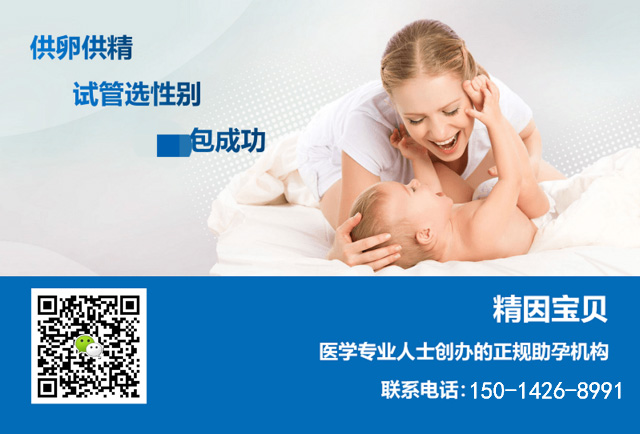 供卵供精
试管选性别
包成功
精因宝贝
医学专业人士创办的正规助孕机构
联系电话:150-1426-8991